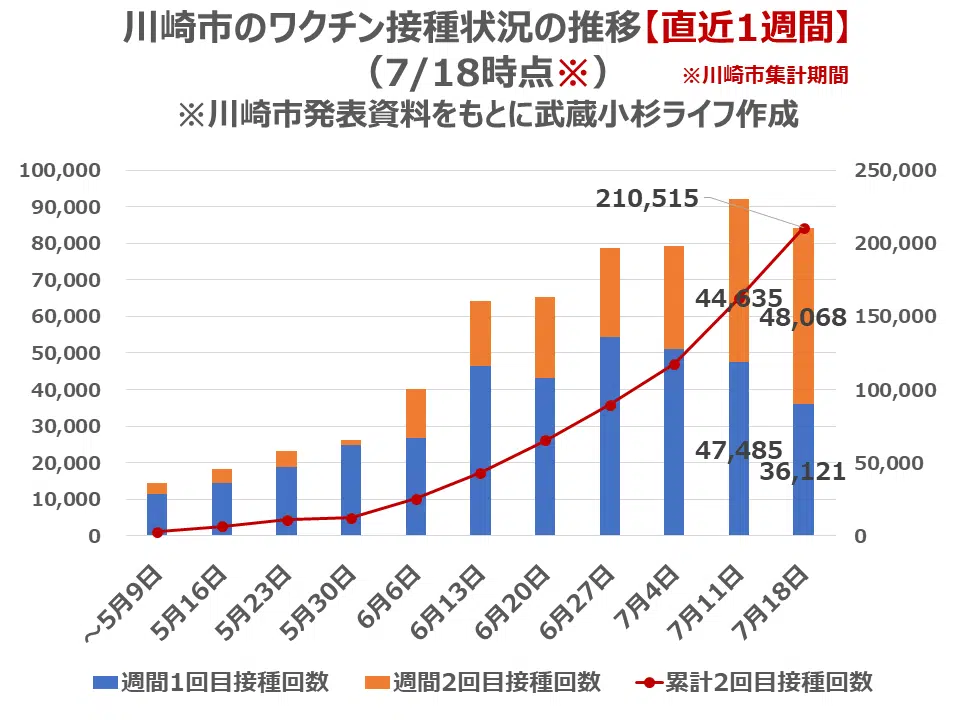 川崎市のワクチン接種状況の推移【直近1週間】
（7/18時点※）
※川崎市集計期間
※川崎市発表資料をもとに武蔵小杉ライフ作成
100,000
90,000
80,000
70,000
60,000
50,000
40,000
30,000
20,000
10,000
0
250,000
200,000
150,000
100,000
50,000
0
210,515
44,635
48,068
47,485
36,121
～5月9日
5月16日
5月23日
5月30日
6月6日
6月13日
6月20日
6月27日
7月4日
7月11日
7月18日
週間1回目接種回数
週間2回目接種回数
累計2回目接種回数